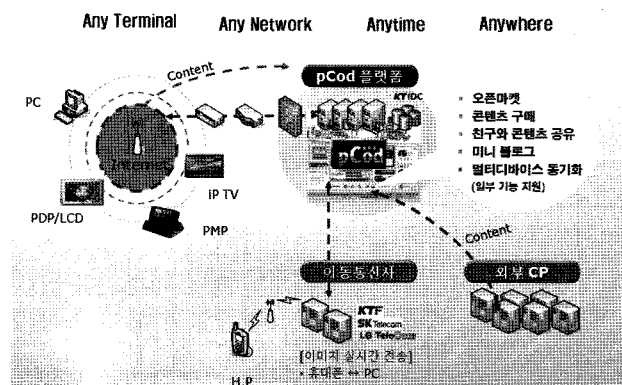 Any Terminal
Any Network
Anytime
Anywhere
Content
pCod 플랫폼
PC
KT IDC
Internet
pCod
IP TV
PDP/LCD
PMP
• 오픈마켓
• 콘텐츠 구매
• 친구와 콘텐츠 공유
• 미니 블로그
• 멀티디바이스 동기화
(일부 기능 지원)
Content
이동통신사
외부 CP
KTF
SK Telecom
LG TeleCom
[이미지 실시간 전송]
• 휴대폰 ↔ PC
H.P